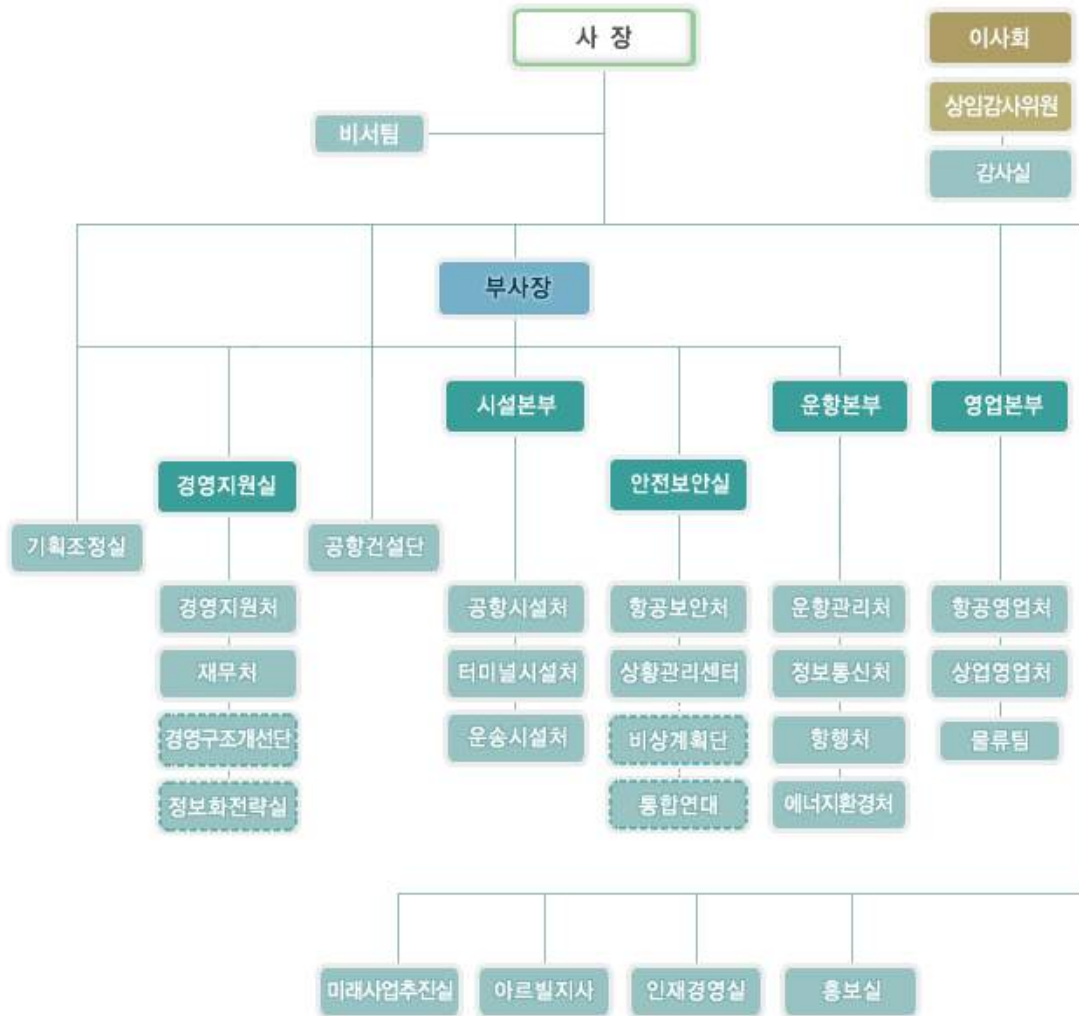 사 장
이사회
상임감사위원
비서팀
감사실
부사장
시설본부
운항본부
영업본부
경영지원실
안전보안실
기획조정실
공항건설단
경영지원처
공항시설처
항공보안처
운항관리처
항공영업처
재무처
터미널시설처
상황관리센터
정보통신처
상업영업처
경영구조개선단
운송시설처
비상계획단
항행처
물류팀
정보화전략실
통합연대
에너지환경처
미래사업추진실
아르빌지사
인재경영실
홍보실